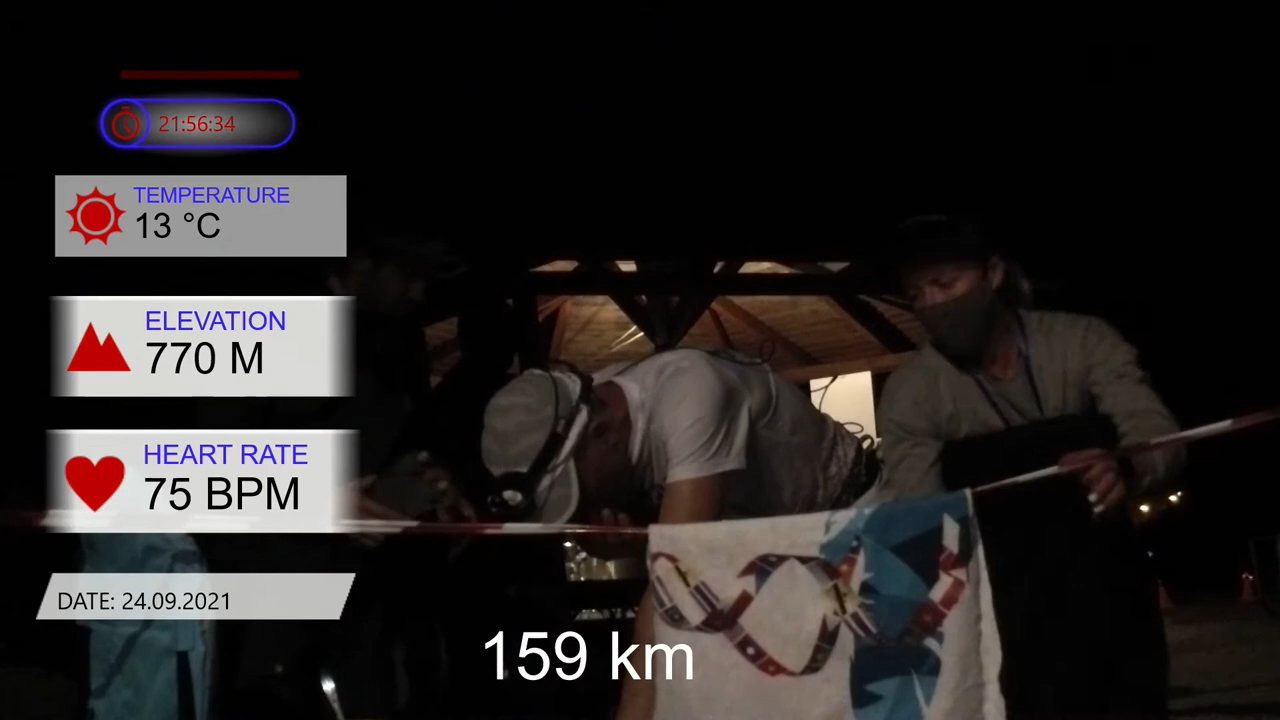 21:56:34
TEMPERATURE
13 °C
ELEVATION
770 M
HEART RATE
75 BPM
DATE: 24.09.2021
159 km